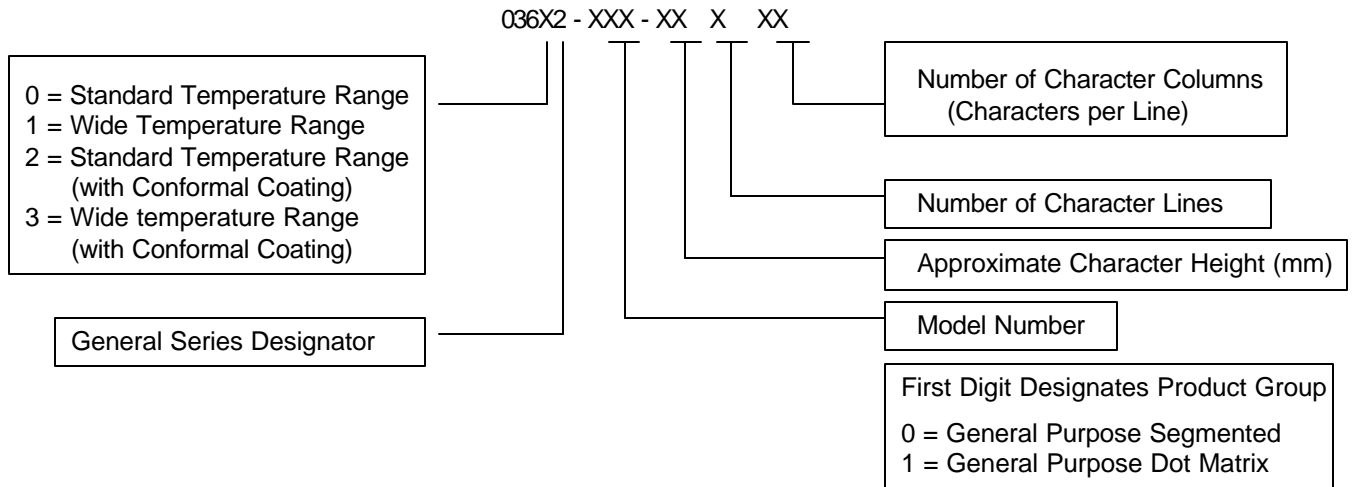 036X2 - XXX - XX X XX
0 = Standard Temperature Range
1 = Wide Temperature Range
2 = Standard Temperature Range
(with Conformal Coating)
3 = Wide temperature Range
(with Conformal Coating)
General Series Designator
Number of Character Columns
(Characters per Line)
Number of Character Lines
Approximate Character Height (mm)
Model Number
First Digit Designates Product Group
0 = General Purpose Segmented
1 = General Purpose Dot Matrix